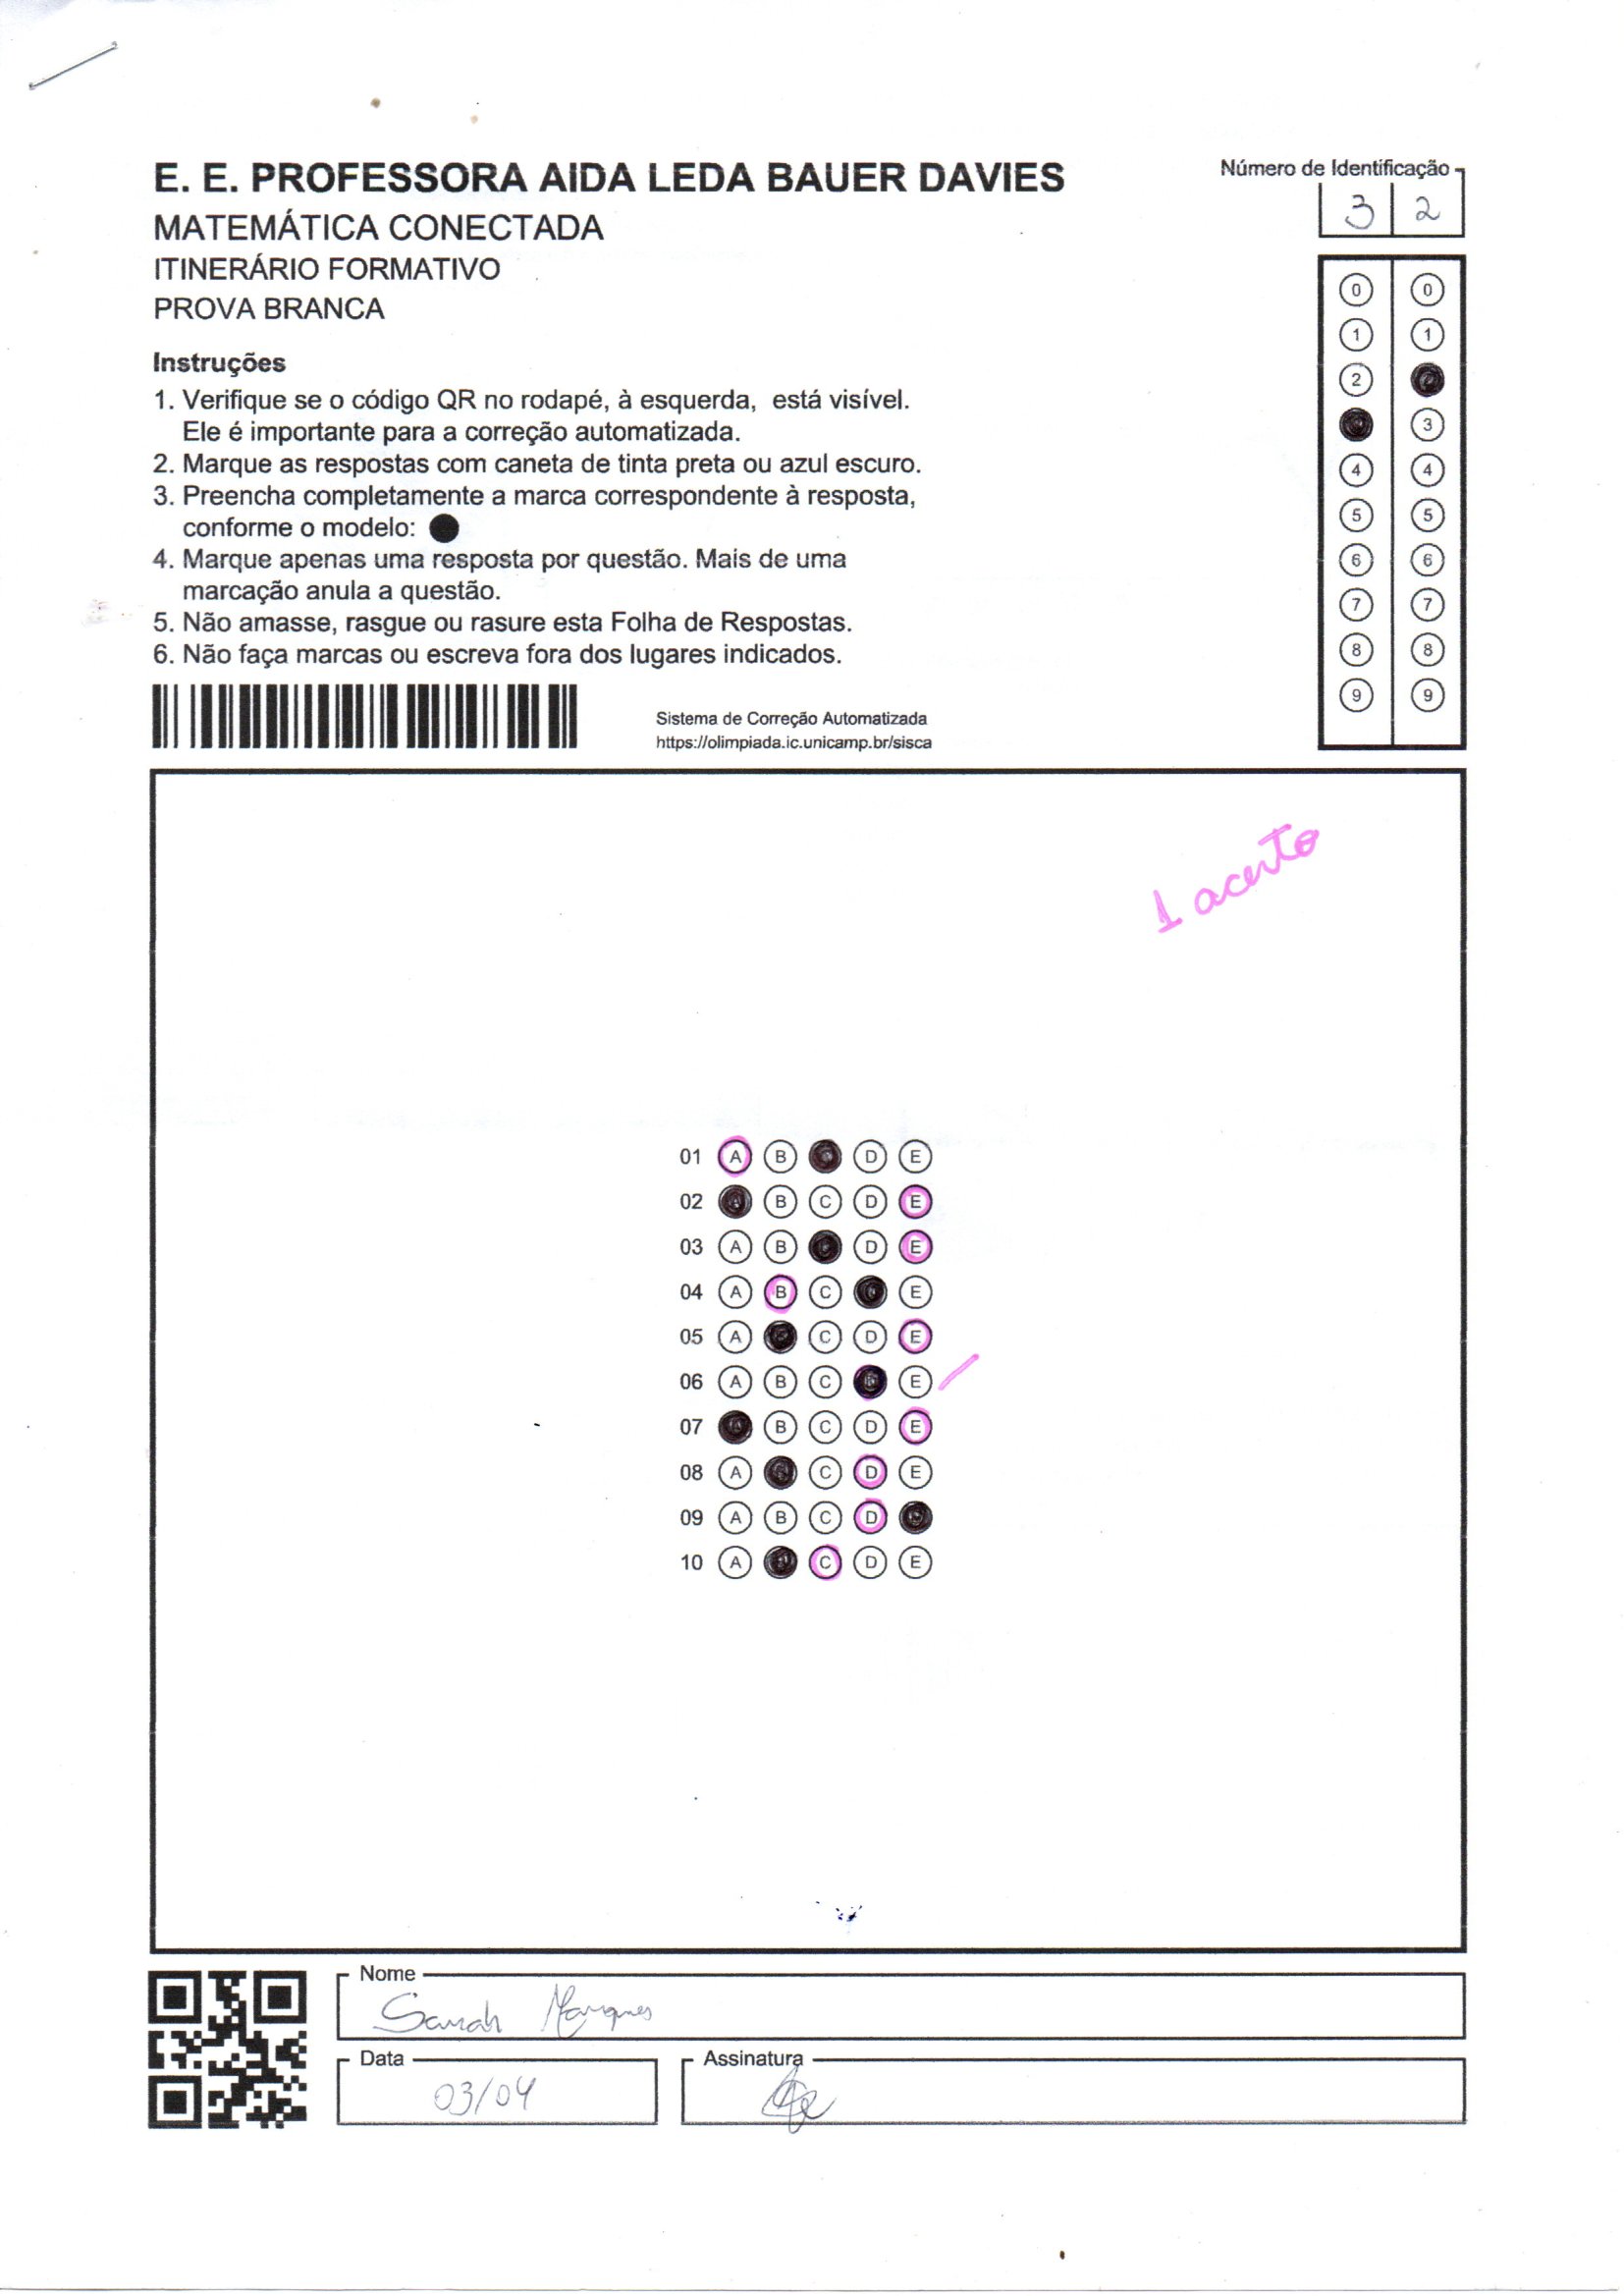 E. E. PROFESSORA AIDA LEDA BAUER DAVIES
MATEMÁTICA CONECTADA
ITINERÁRIO FORMATIVO
PROVA BRANCA
Número de Identificação
3 2
0 0
1 1
2
3
4 4
5 5
6 6
7 7
8 8
9 9
Instruções
1. Verifique se o código QR no rodapé, à esquerda, está visível.
Ele é importante para a correção automatizada.
2. Marque as respostas com caneta de tinta preta ou azul escuro.
3. Preencha completamente a marca correspondente à resposta,
conforme o modelo:
4. Marque apenas uma resposta por questão. Mais de uma
marcação anula a questão.
5. Não amasse, rasgue ou rasure esta Folha de Respostas.
6. Não faça marcas ou escreva fora dos lugares indicados.
Sistema de Correção Automatizada
https://olimpiada.ic.unicamp.br/sisca
1 acerto
01 A B D E
02 B C D E
03 A B D E
04 A B C E
05 A C D E
06 A B C E
07 B C D E
08 A C D E
09 A B C D
10 A C D E
Nome
Sarah Marques
Data
03/04
Assinatura